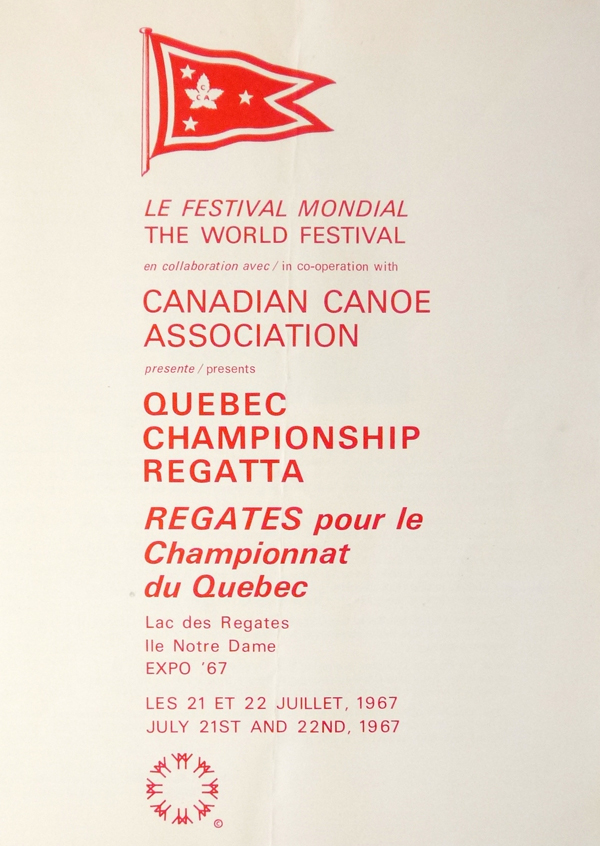 C
C A
LE FESTIVAL MONDIAL
THE WORLD FESTIVAL
en collaboration avec / in co-operation with
CANADIAN CANOE
ASSOCIATION
presente / presents
QUEBEC
CHAMPIONSHIP
REGATTA
REGATES pour le
Championnat
du Quebec
Lac des Regates
Ile Notre Dame
EXPO '67
LES 21 ET 22 JUILLET, 1967
JULY 21ST AND 22ND, 1967
©